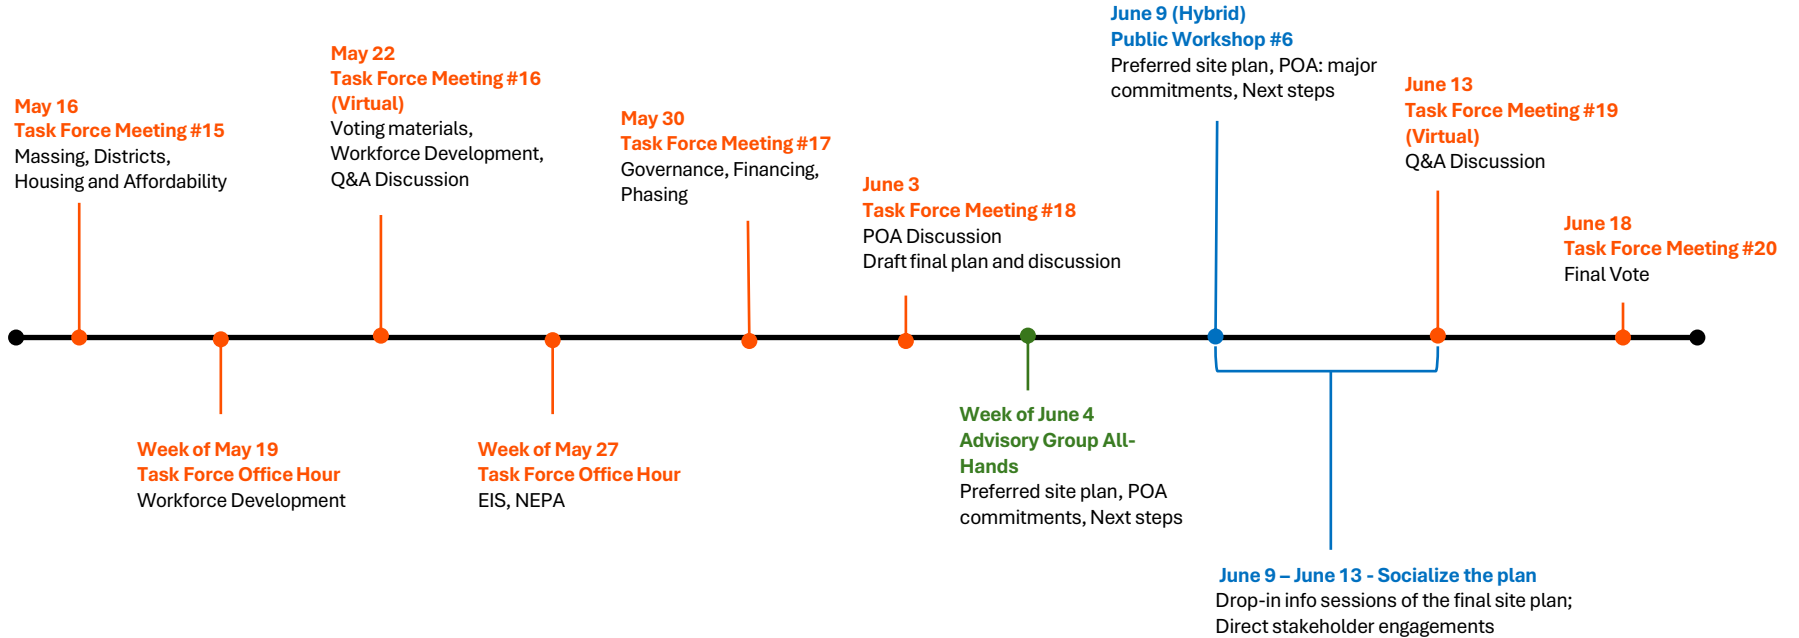 May 16
Task Force Meeting #15
Massing, Districts,
Housing and Affordability
May 22
Task Force Meeting #16
(Virtual)
Voting materials,
Workforce Development,
Q&A Discussion
May 30
Task Force Meeting #17
Governance, Financing,
Phasing
June 3
Task Force Meeting #18
POA Discussion
Draft final plan and discussion
June 9 (Hybrid)
Public Workshop #6
Preferred site plan, POA: major
commitments, Next steps
June 13
Task Force Meeting #19
(Virtual)
Q&A Discussion
June 18
Task Force Meeting #20
Final Vote
Week of May 19
Task Force Office Hour
Workforce Development
Week of May 27
Task Force Office Hour
EIS, NEPA
Week of June 4
Advisory Group All-
Hands
Preferred site plan, POA
commitments, Next steps
June 9 – June 13 - Socialize the plan
Drop-in info sessions of the final site plan;
Direct stakeholder engagements